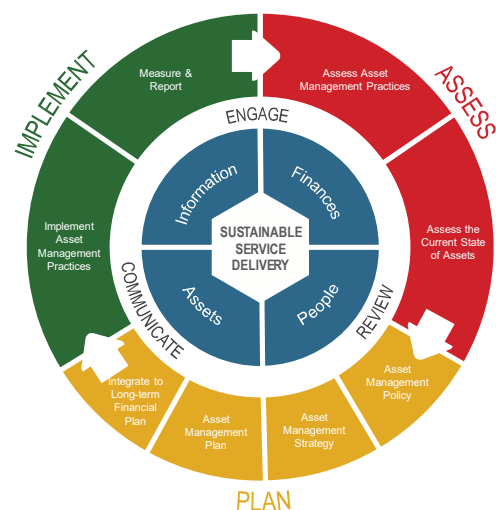 IMPLEMENT
Measure &
Report
Assess Asset
Management Practices
ASSESS
ENGAGE
Information
Finances
Implement
Asset
Management
Practices
SUSTAINABLE
SERVICE
DELIVERY
Assess the
Current State
of Assets
COMMUNICATE
Assets
People
REVIEW
Integrate to
Long-term
Financial
Plan
Asset
Management
Plan
Asset
Management
Strategy
Asset
Management
Policy
PLAN